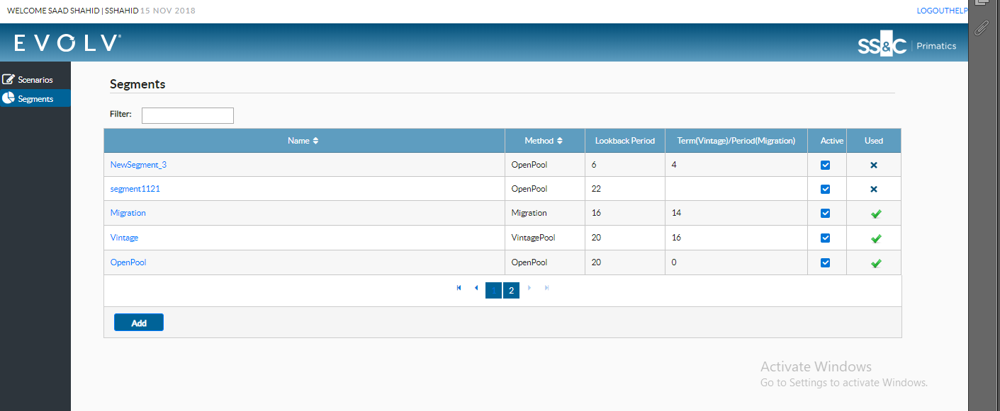 WELCOME SAAD SHAHID | SSHAHID 15 NOV 2018
LOGOUTHELP
EVOLV®
SS&C Primatics
Scenarios
Segments
Segments
Filter:
Name Method Lookback Period Term(Vintage)/Period(Migration) Active Used
NewSegment_3 OpenPool 6 4
segment1121 OpenPool 22
Migration Migration 16 14
Vintage VintagePool 20 16
OpenPool OpenPool 20 0
1 2
Add
Activate Windows
Go to Settings to activate Windows.